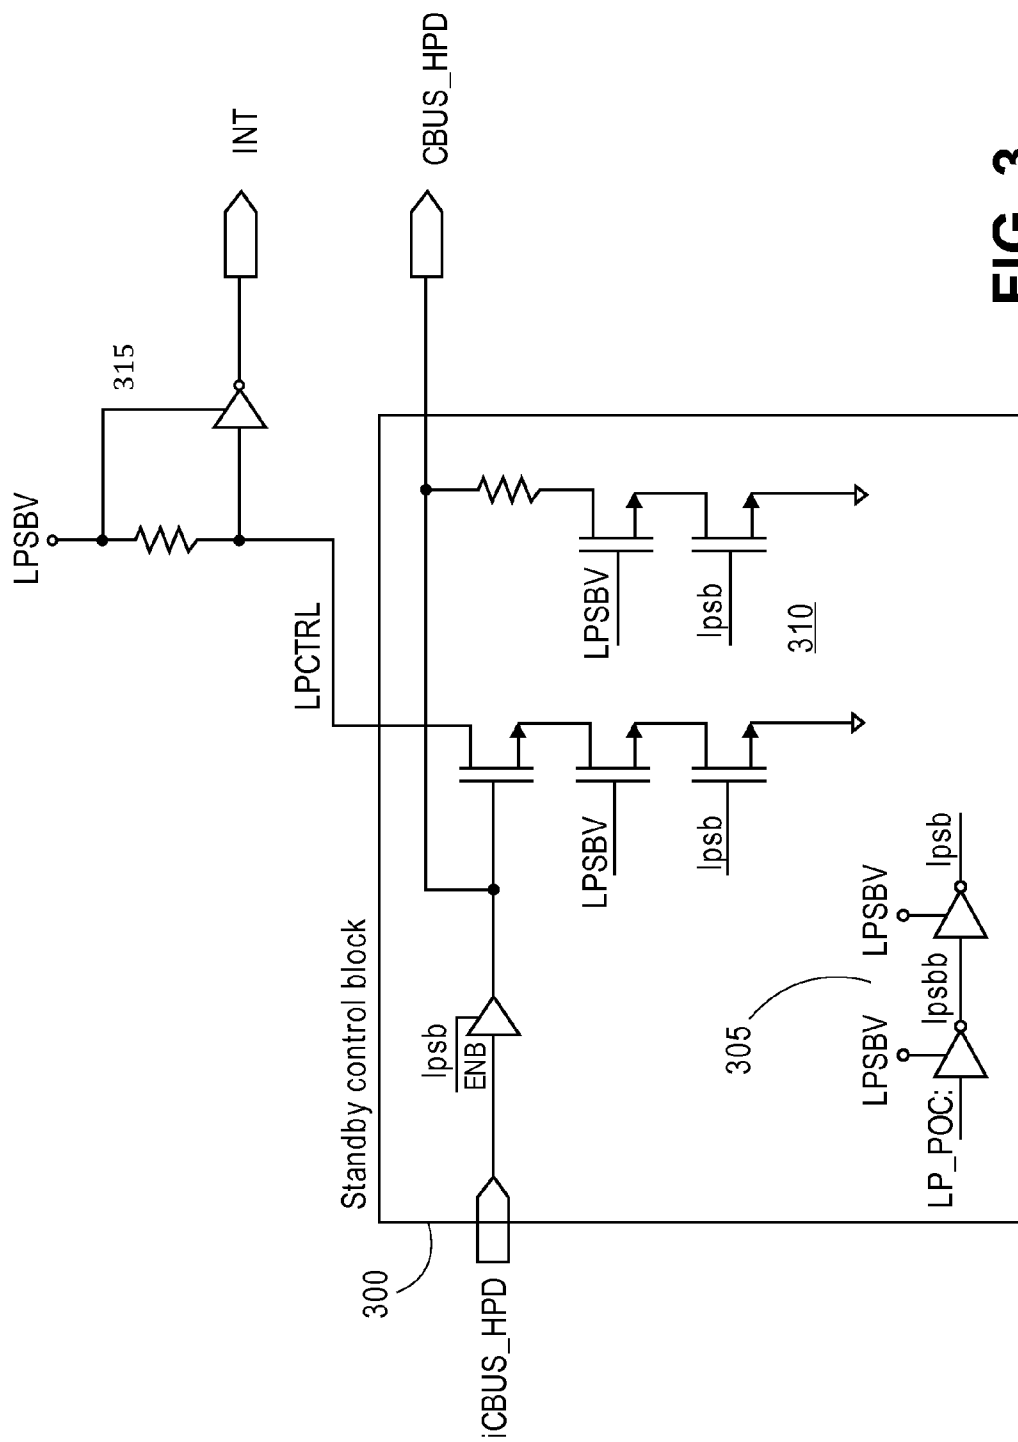 LPSBV
315
INT
LPCTRL
Standby control block
300
lpsb
CBUS_HPD
ENB
iCBUS_HPD
LPSBV
LPSBV
lpsb
lpsb
305
310
LPSBV
LPSBV
LP_POC:
lpsbb
lpsb
FIG 3